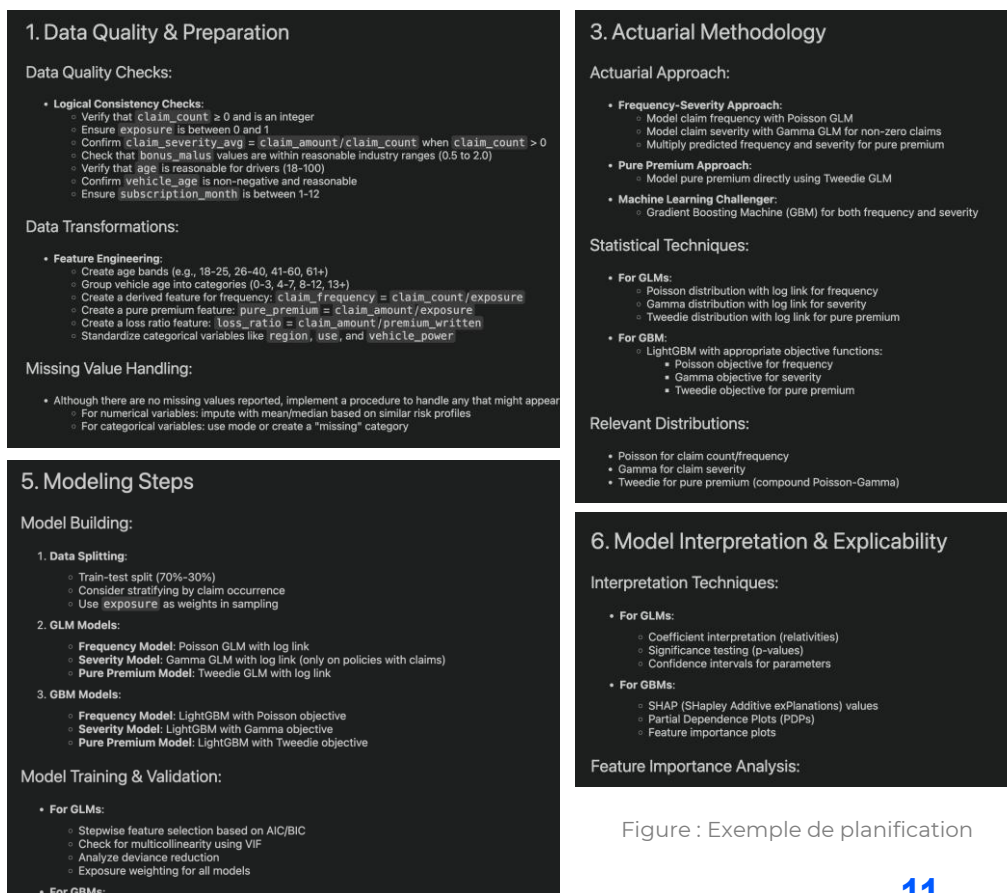 1. Data Quality & Preparation
Data Quality Checks:
• Logical Consistency Checks:
◦ Verify that claim_count ≥ 0 and is an integer
◦ Ensure exposure is between 0 and 1
◦ Confirm claim_severity_avg = claim_amount/claim_count when claim_count > 0
◦ Check that bonus_malus values are within reasonable industry ranges (0.5 to 2.0)
◦ Verify that age is reasonable for drivers (18-100)
◦ Confirm vehicle_age is non-negative and reasonable
◦ Ensure subscription_month is between 1-12
Data Transformations:
• Feature Engineering:
◦ Create age bands (e.g., 18-25, 26-40, 41-60, 61+)
◦ Group vehicle age into categories (0-3, 4-7, 8-12, 13+)
◦ Create a derived feature for frequency: claim_frequency = claim_count/exposure
◦ Create a pure premium feature: pure_premium = claim_amount/exposure
◦ Create a loss ratio feature: loss_ratio = claim_amount/premium_written
◦ Standardize categorical variables like region, use, and vehicle_power
Missing Value Handling:
• Although there are no missing values reported, implement a procedure to handle any that might appear
◦ For numerical variables: impute with mean/median based on similar risk profiles
◦ For categorical variables: use mode or create a "missing" category
3. Actuarial Methodology
Actuarial Approach:
• Frequency-Severity Approach:
◦ Model claim frequency with Poisson GLM
◦ Model claim severity with Gamma GLM for non-zero claims
◦ Multiply predicted frequency and severity for pure premium
• Pure Premium Approach:
◦ Model pure premium directly using Tweedie GLM
• Machine Learning Challenger:
◦ Gradient Boosting Machine (GBM) for both frequency and severity
Statistical Techniques:
• For GLMs:
◦ Poisson distribution with log link for frequency
◦ Gamma distribution with log link for severity
◦ Tweedie distribution with log link for pure premium
• For GBM:
◦ LightGBM with appropriate objective functions:
▪ Poisson objective for frequency
▪ Gamma objective for severity
▪ Tweedie objective for pure premium
Relevant Distributions:
• Poisson for claim count/frequency
• Gamma for claim severity
• Tweedie for pure premium (compound Poisson-Gamma)
5. Modeling Steps
Model Building:
1. Data Splitting:
◦ Train-test split (70%-30%)
◦ Consider stratifying by claim occurrence
◦ Use exposure as weights in sampling
2. GLM Models:
◦ Frequency Model: Poisson GLM with log link
◦ Severity Model: Gamma GLM with log link (only on policies with claims)
◦ Pure Premium Model: Tweedie GLM with log link
3. GBM Models:
◦ Frequency Model: LightGBM with Poisson objective
◦ Severity Model: LightGBM with Gamma objective
◦ Pure Premium Model: LightGBM with Tweedie objective
Model Training & Validation:
• For GLMs:
◦ Stepwise feature selection based on AIC/BIC
◦ Check for multicollinearity using VIF
◦ Analyze deviance reduction
◦ Exposure weighting for all models
• For GBMs:
6. Model Interpretation & Explicability
Interpretation Techniques:
• For GLMs:
◦ Coefficient interpretation (relativities)
◦ Significance testing (p-values)
◦ Confidence intervals for parameters
• For GBMs:
◦ SHAP (SHapley Additive exPlanations) values
◦ Partial Dependence Plots (PDPs)
◦ Feature importance plots
Feature Importance Analysis:
Figure : Exemple de planification
11